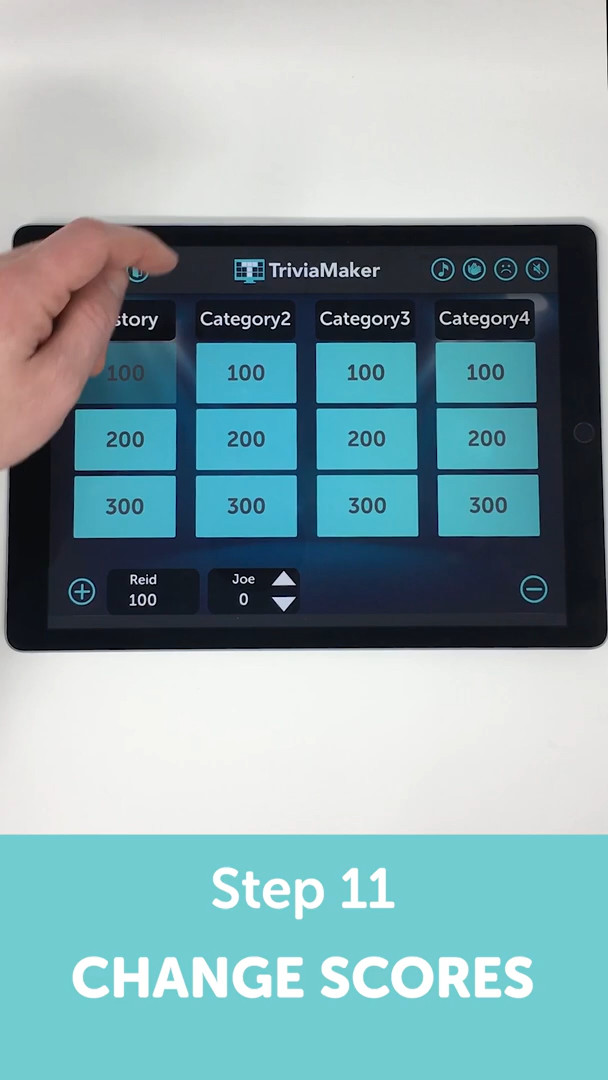 TriviaMaker
story Category2 Category3 Category4
100 100 100 100
200 200 200 200
300 300 300 300
Reid Joe
100 0
Step 11
CHANGE SCORES